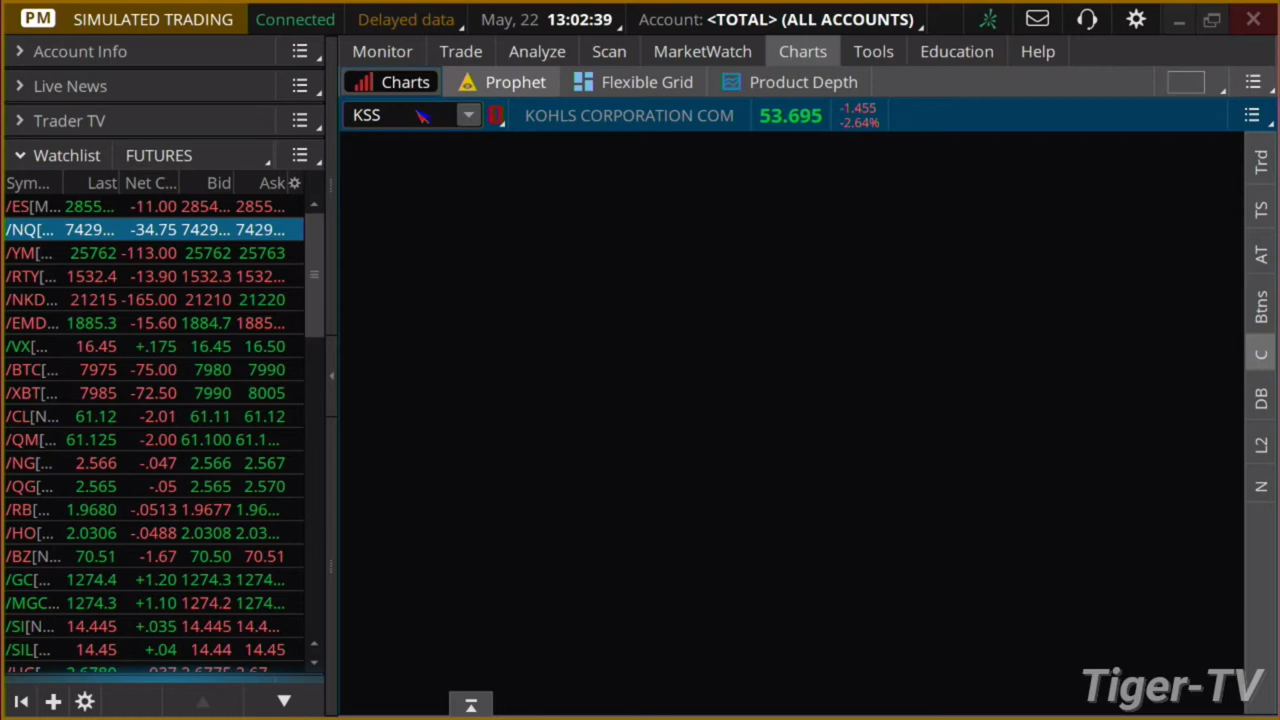 PM SIMULATED TRADING Connected Delayed data May, 22 13:02:39 Account: <TOTAL> (ALL ACCOUNTS)
Account Info
Live News
Trader TV
Watchlist FUTURES
Monitor Trade Analyze Scan MarketWatch Charts Tools Education Help
Charts Prophet Flexible Grid Product Depth
KSS KOHLS CORPORATION COM 53.695 -1.455 -2.64%
Sym... Last Net C... Bid Ask
/ES[M... 2855... -11.00 2854... 2855...
/NQ[... 7429... -34.75 7429... 7429...
/YM[... 25762 -113.00 25762 25763
/RTY[... 1532.4 -13.90 1532.3 1532...
/NKD... 21215 -165.00 21210 21220
/EMD... 1885.3 -15.60 1884.7 1885...
/VX[... 16.45 +.175 16.45 16.50
/BTC[... 7975 -75.00 7980 7990
/XBT[... 7985 -72.50 7990 8005
/CL[N... 61.12 -2.01 61.11 61.12
/QM[... 61.125 -2.00 61.100 61.1...
/NG[... 2.566 -.047 2.566 2.567
/QG[... 2.565 -.05 2.565 2.570
/RB[... 1.9680 -.0513 1.9677 1.96...
/HO[... 2.0306 -.0488 2.0308 2.03...
/BZ[N... 70.51 -1.67 70.50 70.51
/GC[... 1274.4 +1.20 1274.3 1274...
/MGC... 1274.3 +1.10 1274.2 1274...
/SI[N... 14.445 +.035 14.445 14.4...
/SIL[... 14.45 +.04 14.44 14.45
Trd
TS
AT
Btns
C
DB
L2
N
Tiger-TV